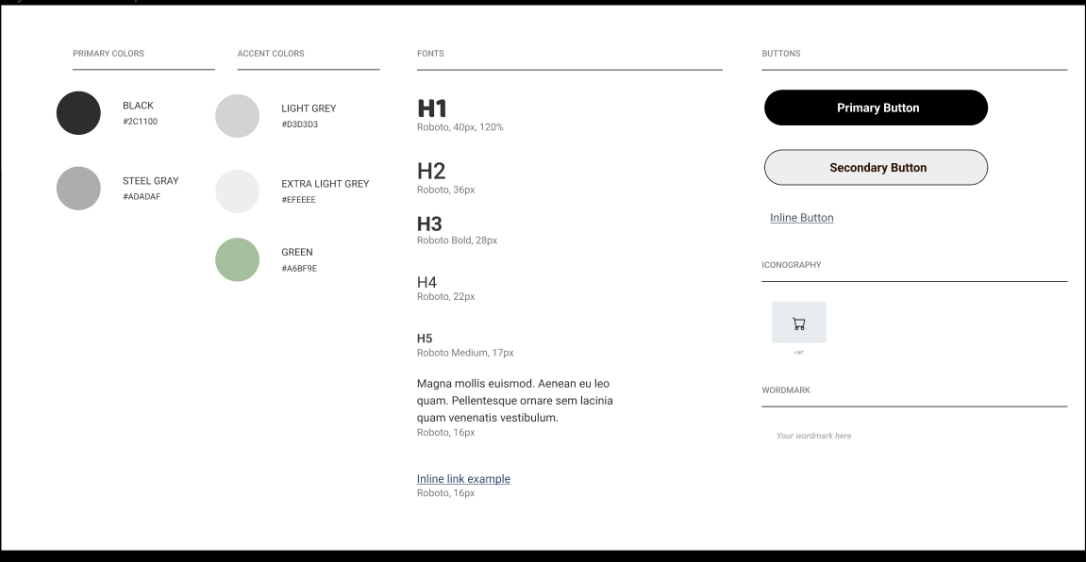 PRIMARY COLORS
BLACK
#2C1100
STEEL GRAY
#ADADAF
ACCENT COLORS
LIGHT GREY
#D3D3D3
EXTRA LIGHT GREY
#EFEEEE
GREEN
#A6BF9E
FONTS
H1
Roboto, 40px, 120%
H2
Roboto, 36px
H3
Roboto Bold, 28px
H4
Roboto, 22px
H5
Roboto Medium, 17px
Magna mollis euismod. Aenean eu leo
quam. Pellentesque ornare sem lacinia
quam venenatis vestibulum.
Roboto, 16px
Inline link example
Roboto, 16px
BUTTONS
Primary Button
Secondary Button
Inline Button
ICONOGRAPHY
cart
WORDMARK
Your wordmark here